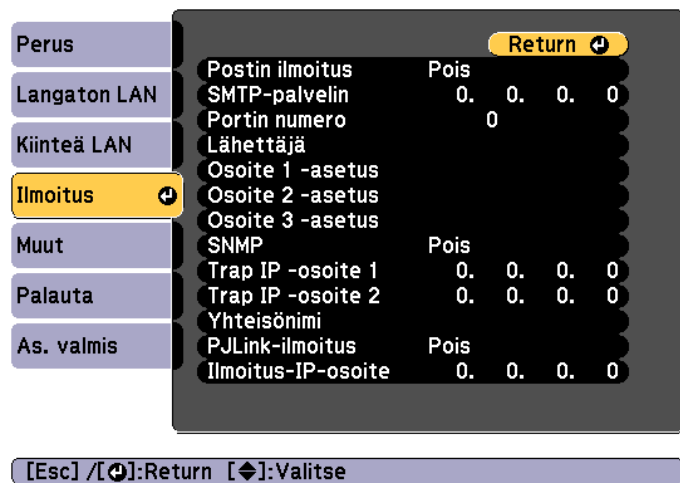 Perus
Langaton LAN
Kiinteä LAN
Ilmoitus
Muut
Palauta
As. valmis
Return
Postin ilmoitus Pois
SMTP-palvelin 0. 0. 0. 0
Portin numero 0
Lähettäjä
Osoite 1 -asetus
Osoite 2 -asetus
Osoite 3 -asetus
SNMP Pois
Trap IP -osoite 1 0. 0. 0. 0
Trap IP -osoite 2 0. 0. 0. 0
Yhteisönimi
PJLink-ilmoitus Pois
Ilmoitus-IP-osoite 0. 0. 0. 0
[Esc] /[⏎]:Return [◆]:Valitse